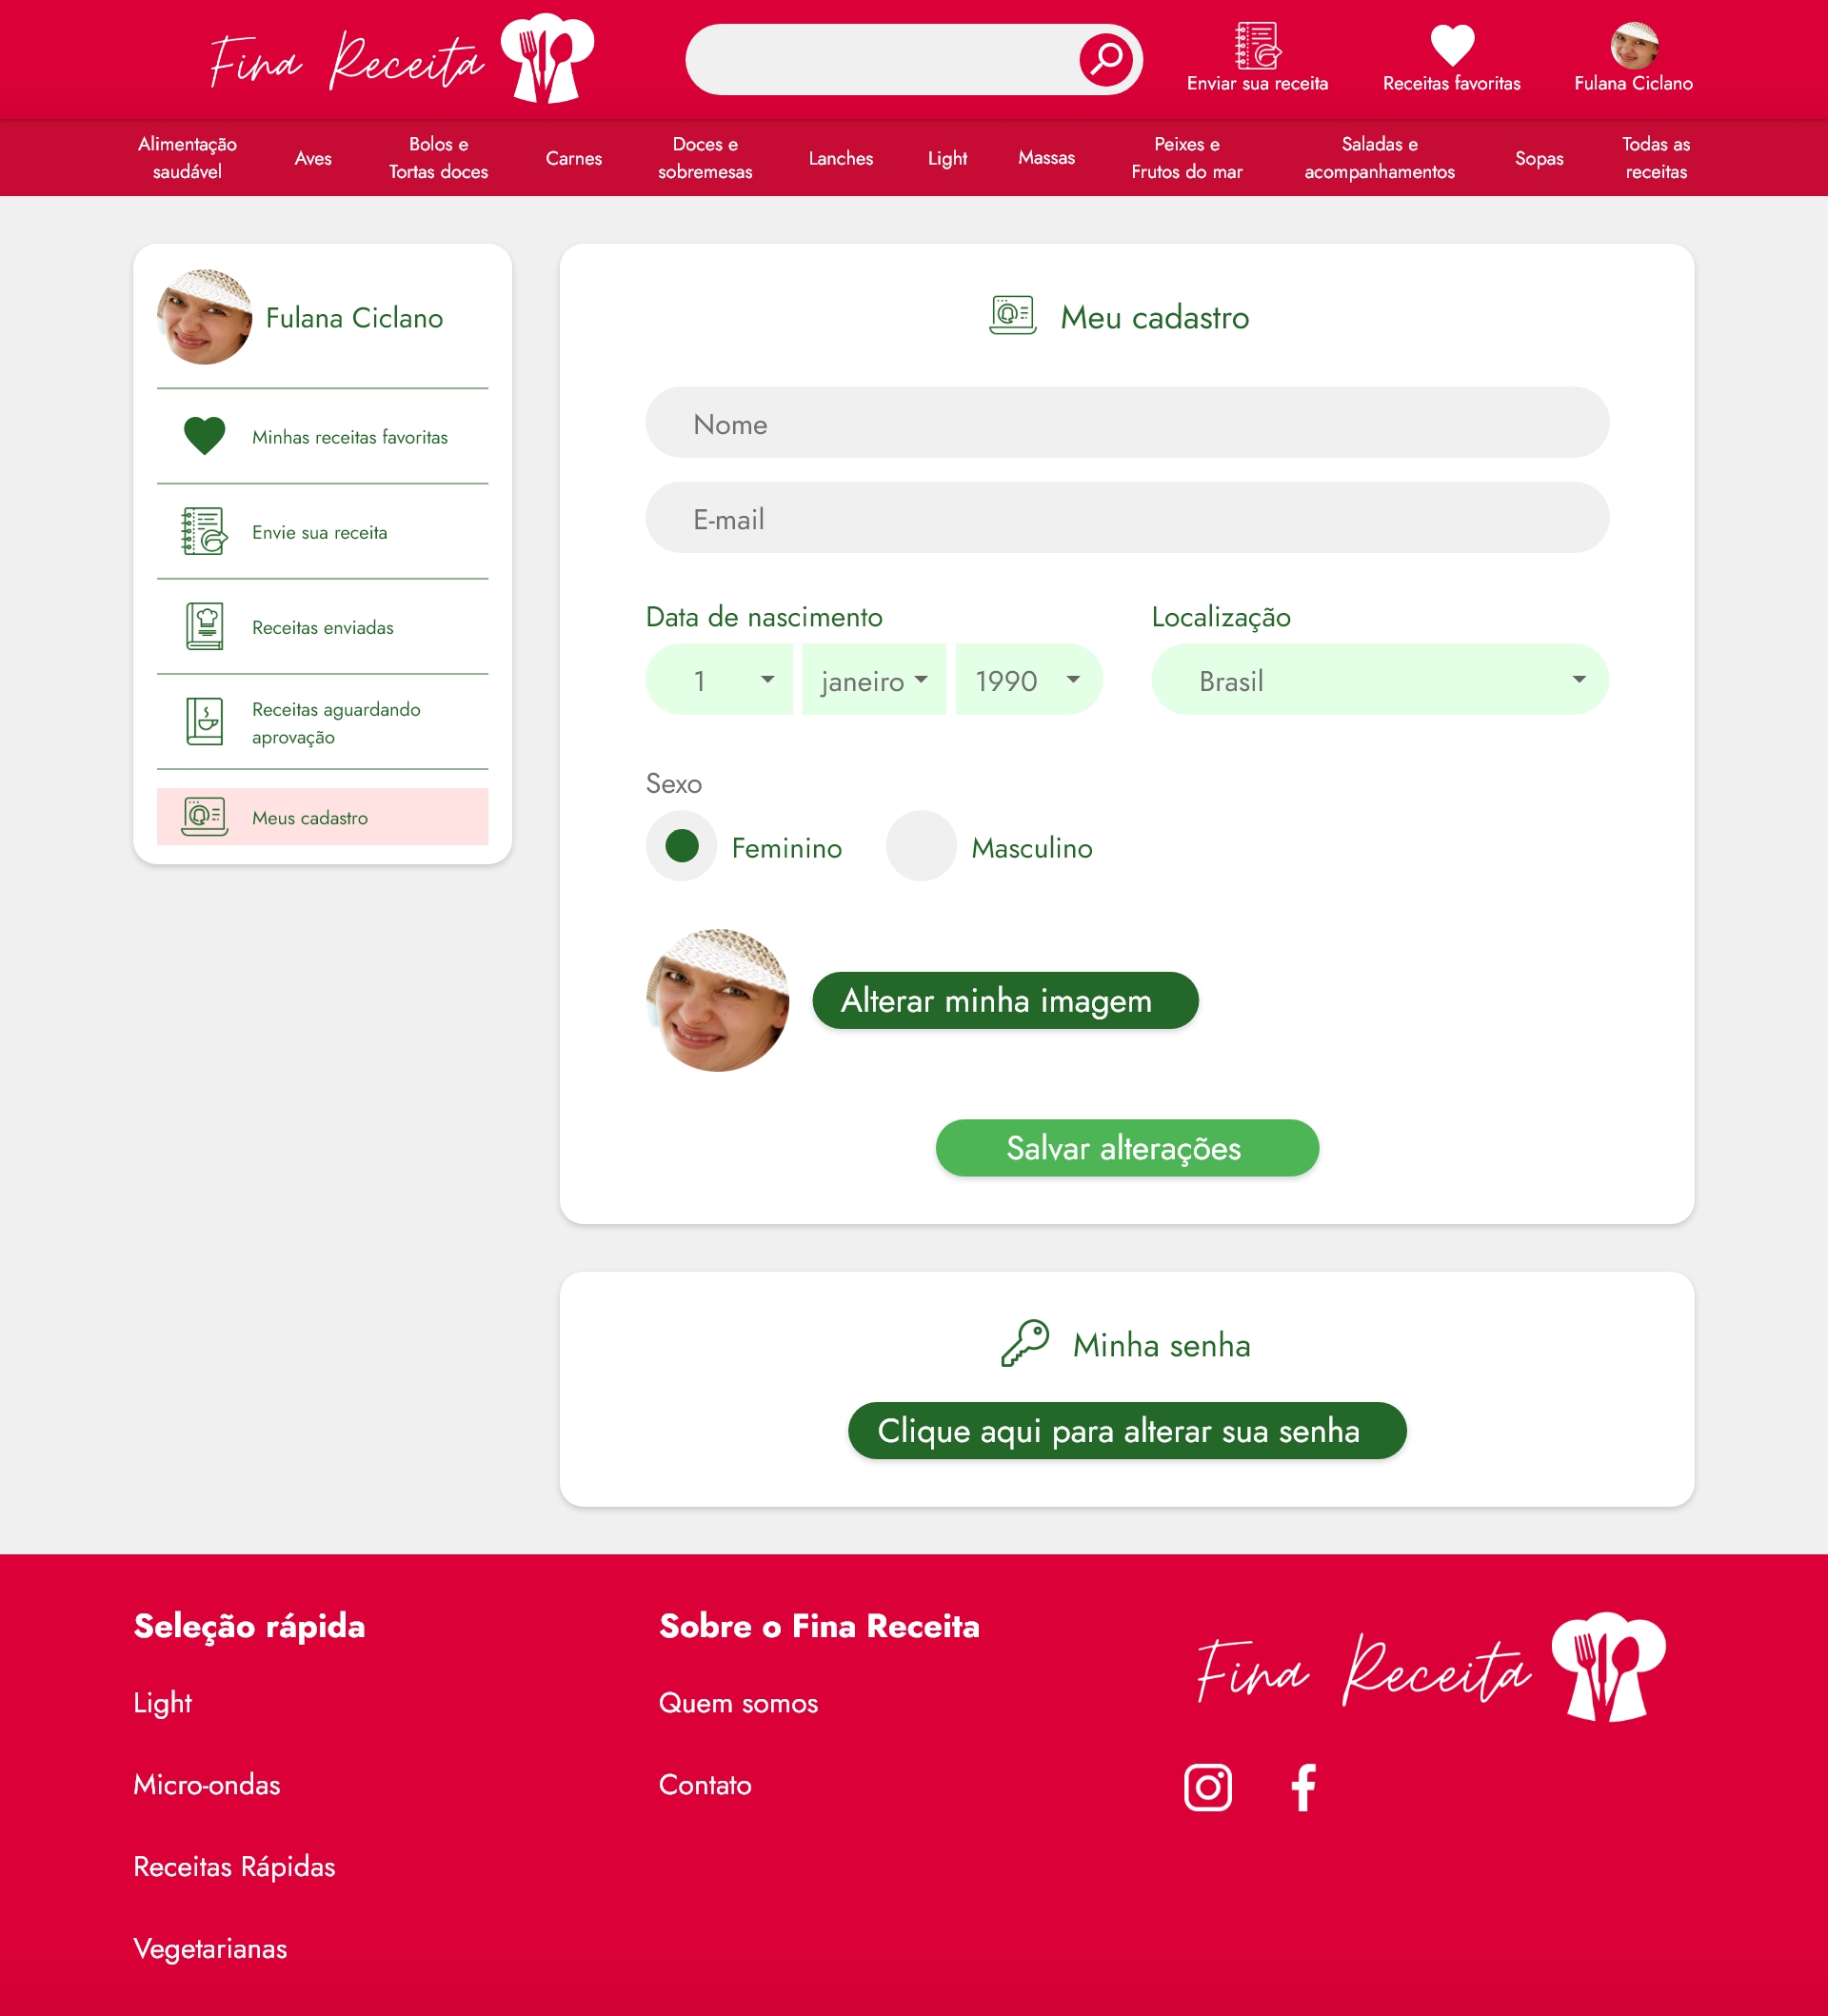 Fina Receita
Enviar sua receita
Receitas favoritas
Fulana Ciclano
Alimentação
saudável
Aves
Bolos e
Tortas doces
Carnes
Doces e
sobremesas
Lanches
Light
Massas
Peixes e
Frutos do mar
Saladas e
acompanhamentos
Sopas
Todas as
receitas
Fulana Ciclano
Minhas receitas favoritas
Envie sua receita
Receitas enviadas
Receitas aguardando
aprovação
Meus cadastro
Meu cadastro
Nome
E-mail
Data de nascimento
Localização
1
janeiro
1990
Brasil
Sexo
Feminino
Masculino
Alterar minha imagem
Salvar alterações
Minha senha
Clique aqui para alterar sua senha
Seleção rápida
Light
Micro-ondas
Receitas Rápidas
Vegetarianas
Sobre o Fina Receita
Quem somos
Contato
Fina Receita